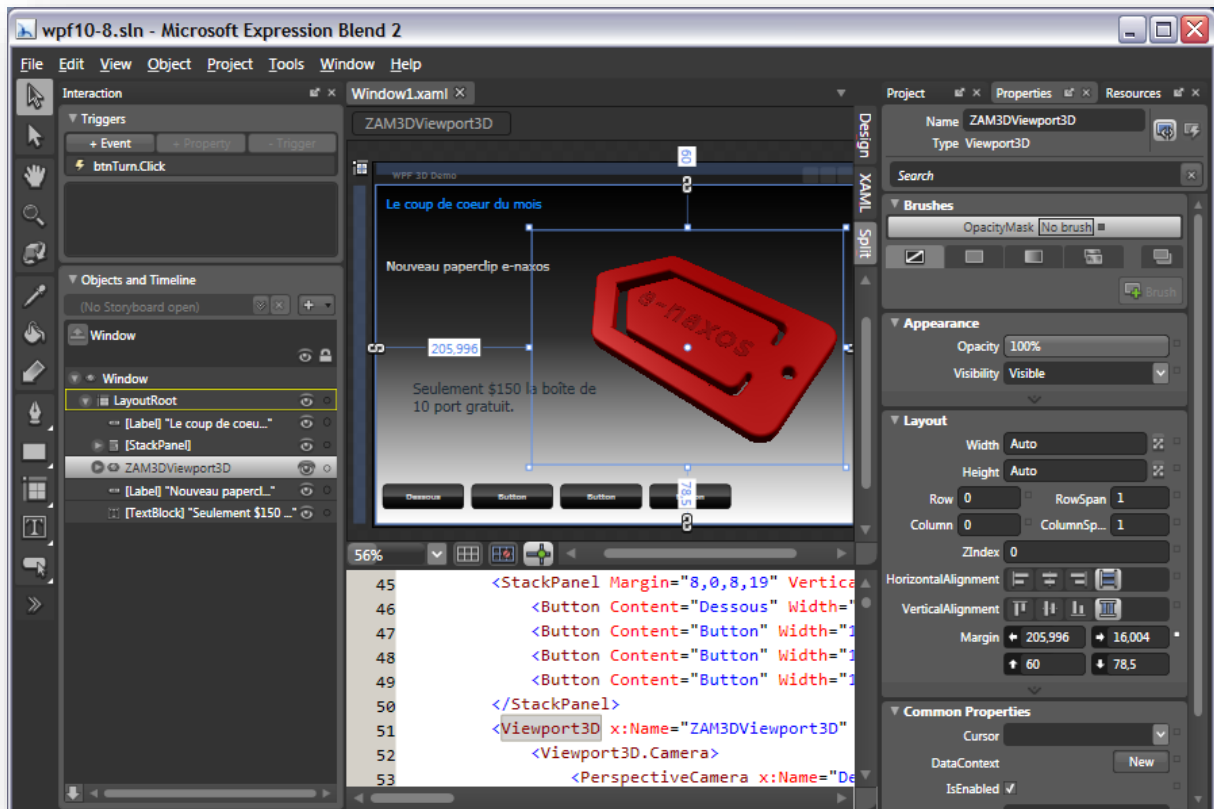 wpf10-8.sln - Microsoft Expression Blend 2
File Edit View Object Project Tools Window Help
Interaction
Triggers
+ Event + Property - Trigger
btnTurn.Click
Objects and Timeline
(No Storyboard open)
Window
Window
LayoutRoot
[Label] "Le coup de coeu..."
[StackPanel]
ZAM3DViewport3D
[Label] "Nouveau papercl..."
[TextBlock] "Seulement $150 ..."
Window1.xaml
ZAM3DViewport3D
Design
XAML
Split
WPF 3D Demo
60
Le coup de coeur du mois
Nouveau paperclip e-naxos
e-naxos
205,996
Seulement $150 la boîte de
10 port gratuit.
78,5
Dessous Button Button
56%
45 <StackPanel Margin="8,0,8,19" Vertica
46 <Button Content="Dessous" Width="
47 <Button Content="Button" Width="1
48 <Button Content="Button" Width="1
49 <Button Content="Button" Width="1
50 </StackPanel>
51 <Viewport3D x:Name="ZAM3DViewport3D"
52 <Viewport3D.Camera>
53 <PerspectiveCamera x:Name="De
Project Properties Resources
Name ZAM3DViewport3D
Type Viewport3D
Search
Brushes
OpacityMask No brush
Brush
Appearance
Opacity 100%
Visibility Visible
Layout
Width Auto
Height Auto
Row 0 RowSpan 1
Column 0 ColumnSp... 1
ZIndex 0
HorizontalAlignment
VerticalAlignment
Margin 205,996 16,004
60 78,5
Common Properties
Cursor
DataContext New
IsEnabled